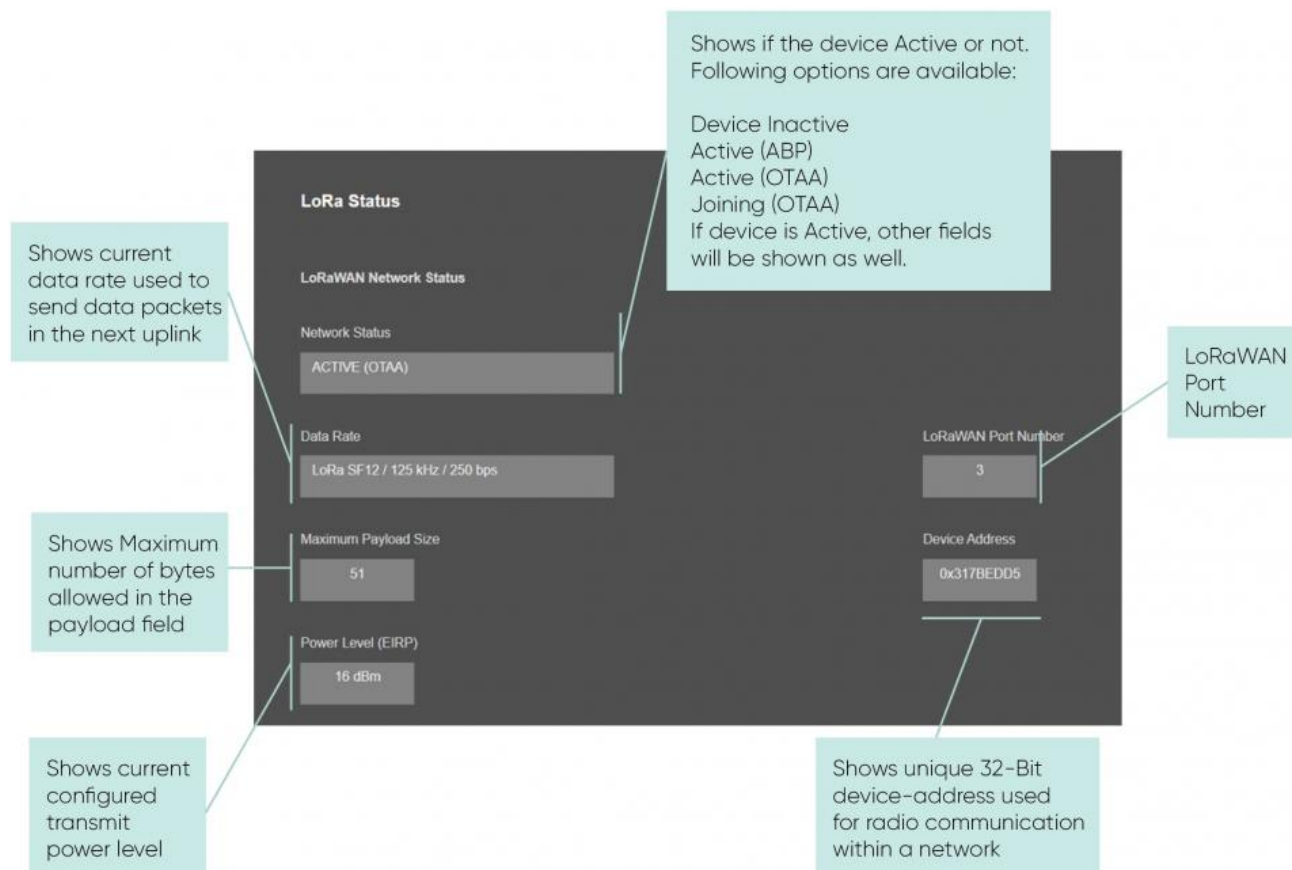 Shows if the device Active or not.
Following options are available:
Device Inactive
Active (ABP)
Active (OTAA)
Joining (OTAA)
If device is Active, other fields
will be shown as well.
LoRa Status
Shows current
data rate used to
send data packets
in the next uplink
LoRaWAN Network Status
Network Status
ACTIVE (OTAA)
LoRaWAN
Port
Number
Data Rate
LoRaWAN Port Number
LoRa SF12 / 125 kHz / 250 bps
3
Shows Maximum
number of bytes
allowed in the
payload field
Maximum Payload Size
Device Address
51
0x317BEDD5
Power Level (EIRP)
16 dBm
Shows current
configured
transmit
power level
Shows unique 32-Bit
device-address used
for radio communication
within a network